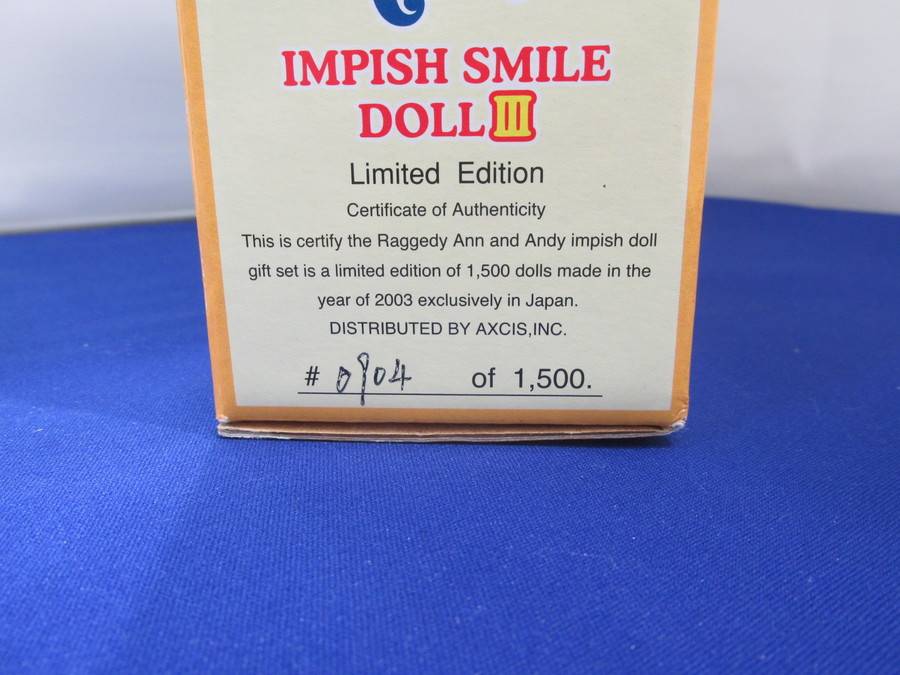 IMPISH SMILE
DOLL III
Limited Edition
Certificate of Authenticity
This is certify the Raggedy Ann and Andy impish doll
gift set is a limited edition of 1,500 dolls made in the
year of 2003 exclusively in Japan.
DISTRIBUTED BY AXCIS,INC.
# 0904 of 1,500.